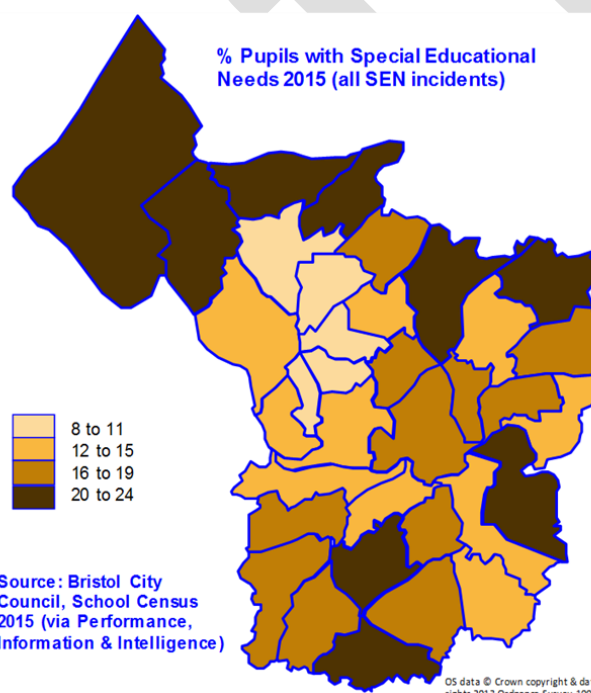 % Pupils with Special Educational
Needs 2015 (all SEN incidents)
8 to 11
12 to 15
16 to 19
20 to 24
Source: Bristol City
Council, School Census
2015 (via Performance,
Information & Intelligence)
OS data © Crown copyright &